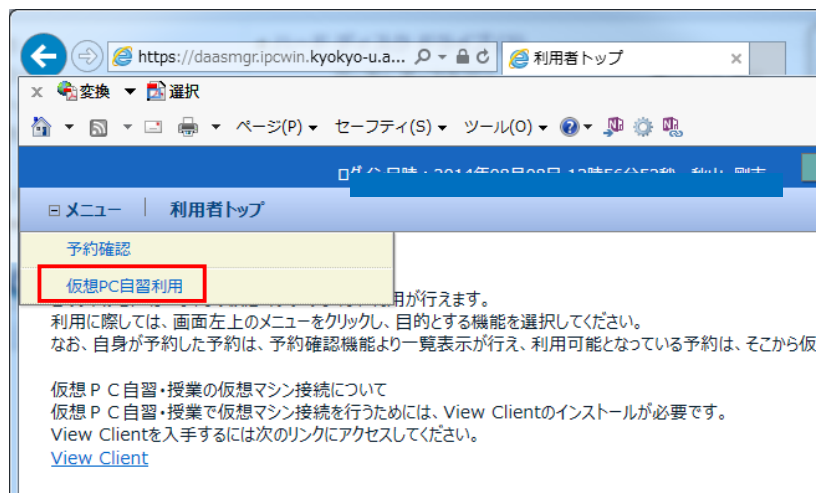 https://daasmgr.ipcwin.kyokyo-u.a... 利用者トップ
x 変換 選択
ページ(P) セーフティ(S) ツール(O)
メニュー 利用者トップ
予約確認
仮想PC自習利用
用が行えます。
利用に際しては、画面左上のメニューをクリックし、目的とする機能を選択してください。
なお、自身が予約した予約は、予約確認機能より一覧表示が行え、利用可能となっている予約は、そこから仮
仮想ＰＣ自習・授業の仮想マシン接続について
仮想ＰＣ自習・授業で仮想マシン接続を行うためには、View Clientのインストールが必要です。
View Clientを入手するには次のリンクにアクセスしてください。
View Client